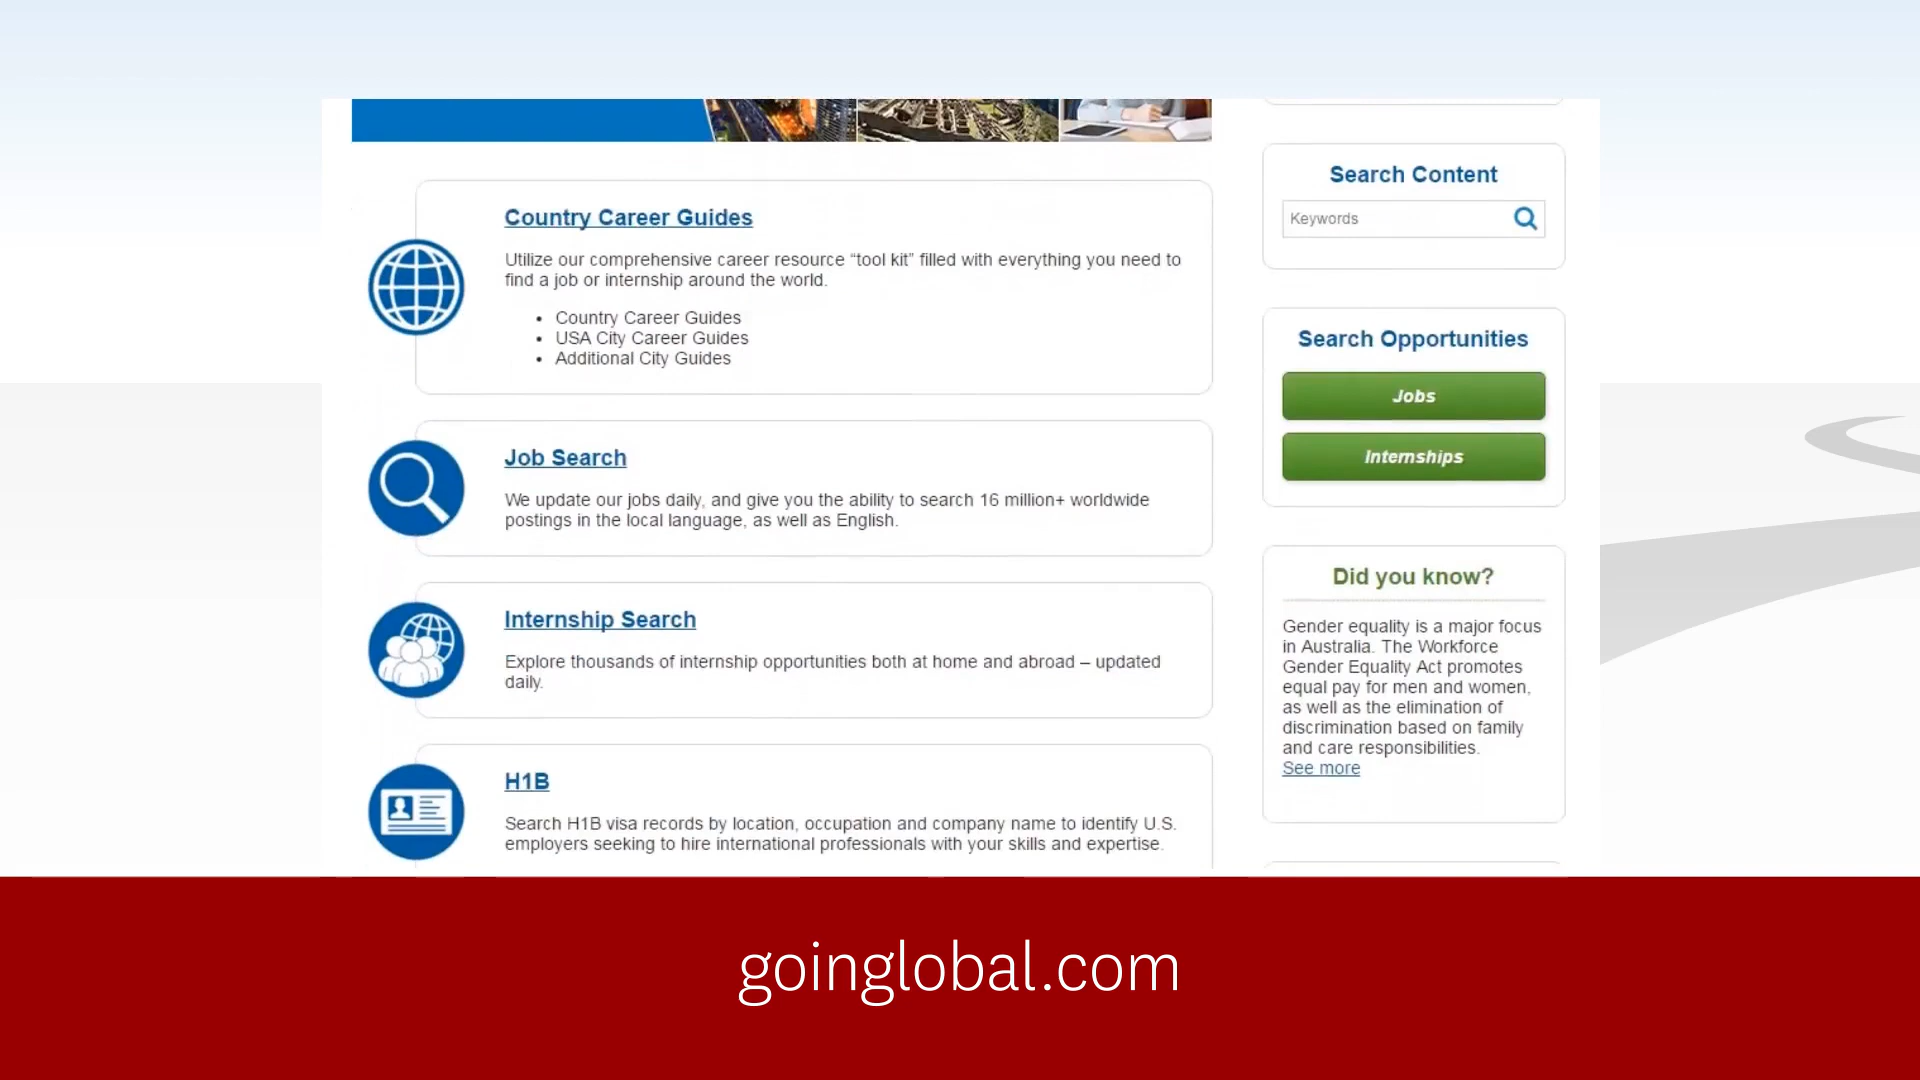 Country Career Guides
Utilize our comprehensive career resource “tool kit” filled with everything you need to
find a job or internship around the world.
• Country Career Guides
• USA City Career Guides
• Additional City Guides
Job Search
We update our jobs daily, and give you the ability to search 16 million+ worldwide
postings in the local language, as well as English.
Internship Search
Explore thousands of internship opportunities both at home and abroad – updated
daily.
H1B
Search H1B visa records by location, occupation and company name to identify U.S.
employers seeking to hire international professionals with your skills and expertise.
Search Content
Keywords
Search Opportunities
Jobs
Internships
Did you know?
Gender equality is a major focus
in Australia. The Workforce
Gender Equality Act promotes
equal pay for men and women,
as well as the elimination of
discrimination based on family
and care responsibilities.
See more
goinglobal.com